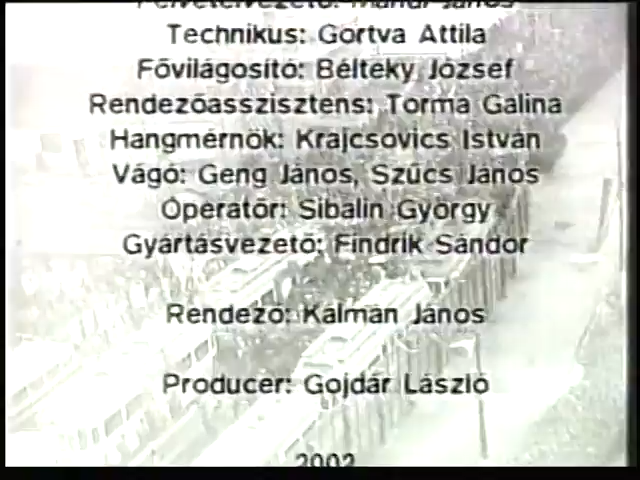 Technikus: Gortva Attila
Fővilágosító: Bélteky József
Rendezőasszisztens: Torma Galina
Hangmérnök: Krajcsovics István
Vágó: Geng János, Szűcs János
Operatőr: Sibalin György
Gyártásvezető: Findrik Sándor
Rendező: Kálmán János
Producer: Gojdár László
2002